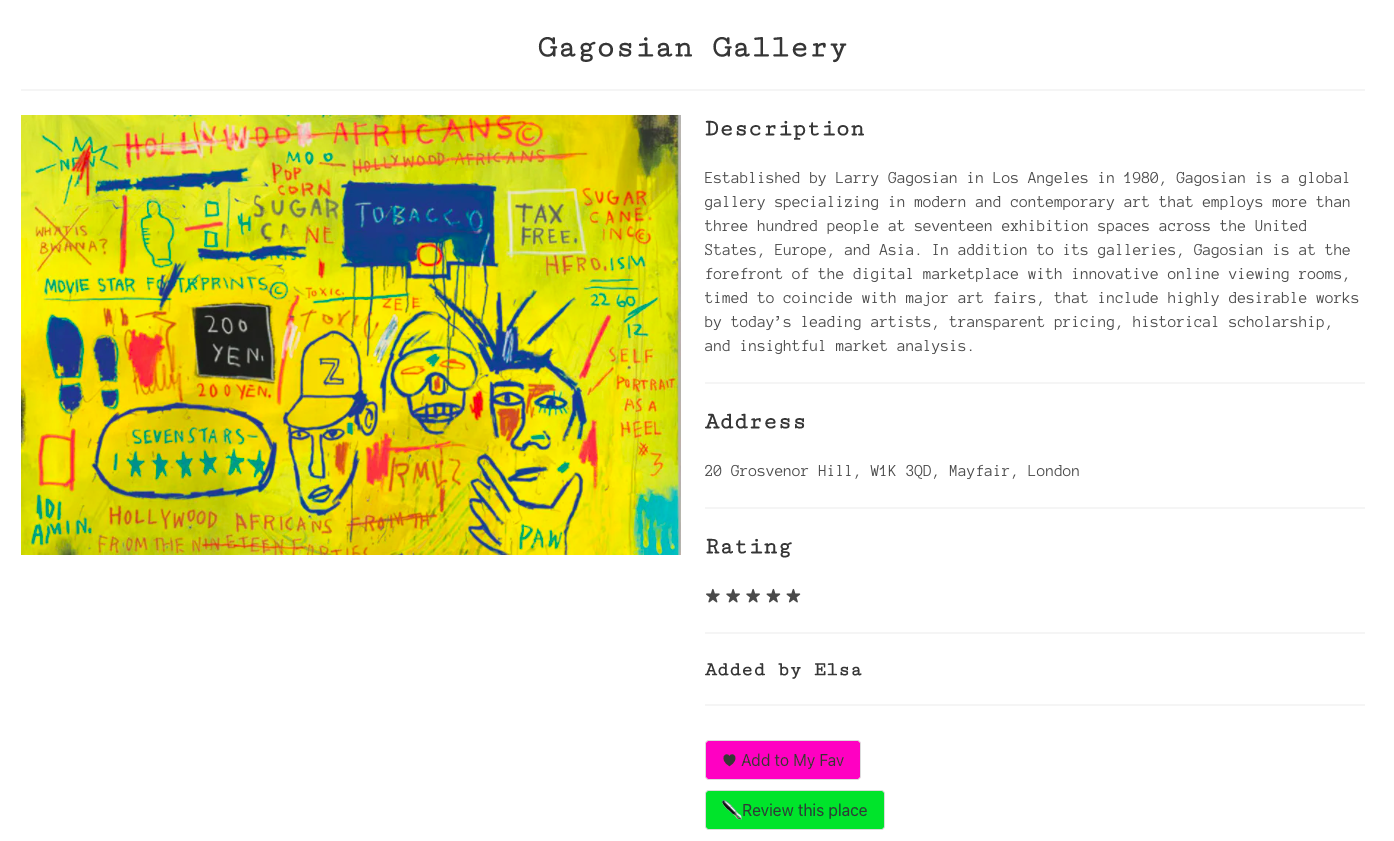 Gagosian Gallery
HOLLYWOOD AFRICANS©
NEW
MOO
HOLLYWOOD AFRICANS
POP
CORN
SUGAR
CANE
TOBACCO
TAX
FREE.
SUGAR
CANE.
INC©
WHAT IS
BWANA?
HERO.ISM
MOVIE STAR FOOTPRINTS©
TOXIC.
22 60
12
200
YEN.
Z
SELF
PORTRAIT
AS A
HEEL
#3
200 YEN.
SEVEN STARS—
RMLZ
IDI
AMIN.
HOLLYWOOD AFRICANS FROM TH
FROM THE NINETEEN
PAW
Description
Established by Larry Gagosian in Los Angeles in 1980, Gagosian is a global
gallery specializing in modern and contemporary art that employs more than
three hundred people at seventeen exhibition spaces across the United
States, Europe, and Asia. In addition to its galleries, Gagosian is at the
forefront of the digital marketplace with innovative online viewing rooms,
timed to coincide with major art fairs, that include highly desirable works
by today’s leading artists, transparent pricing, historical scholarship,
and insightful market analysis.
Address
20 Grosvenor Hill, W1K 3QD, Mayfair, London
Rating
Added by Elsa
Add to My Fav
Review this place